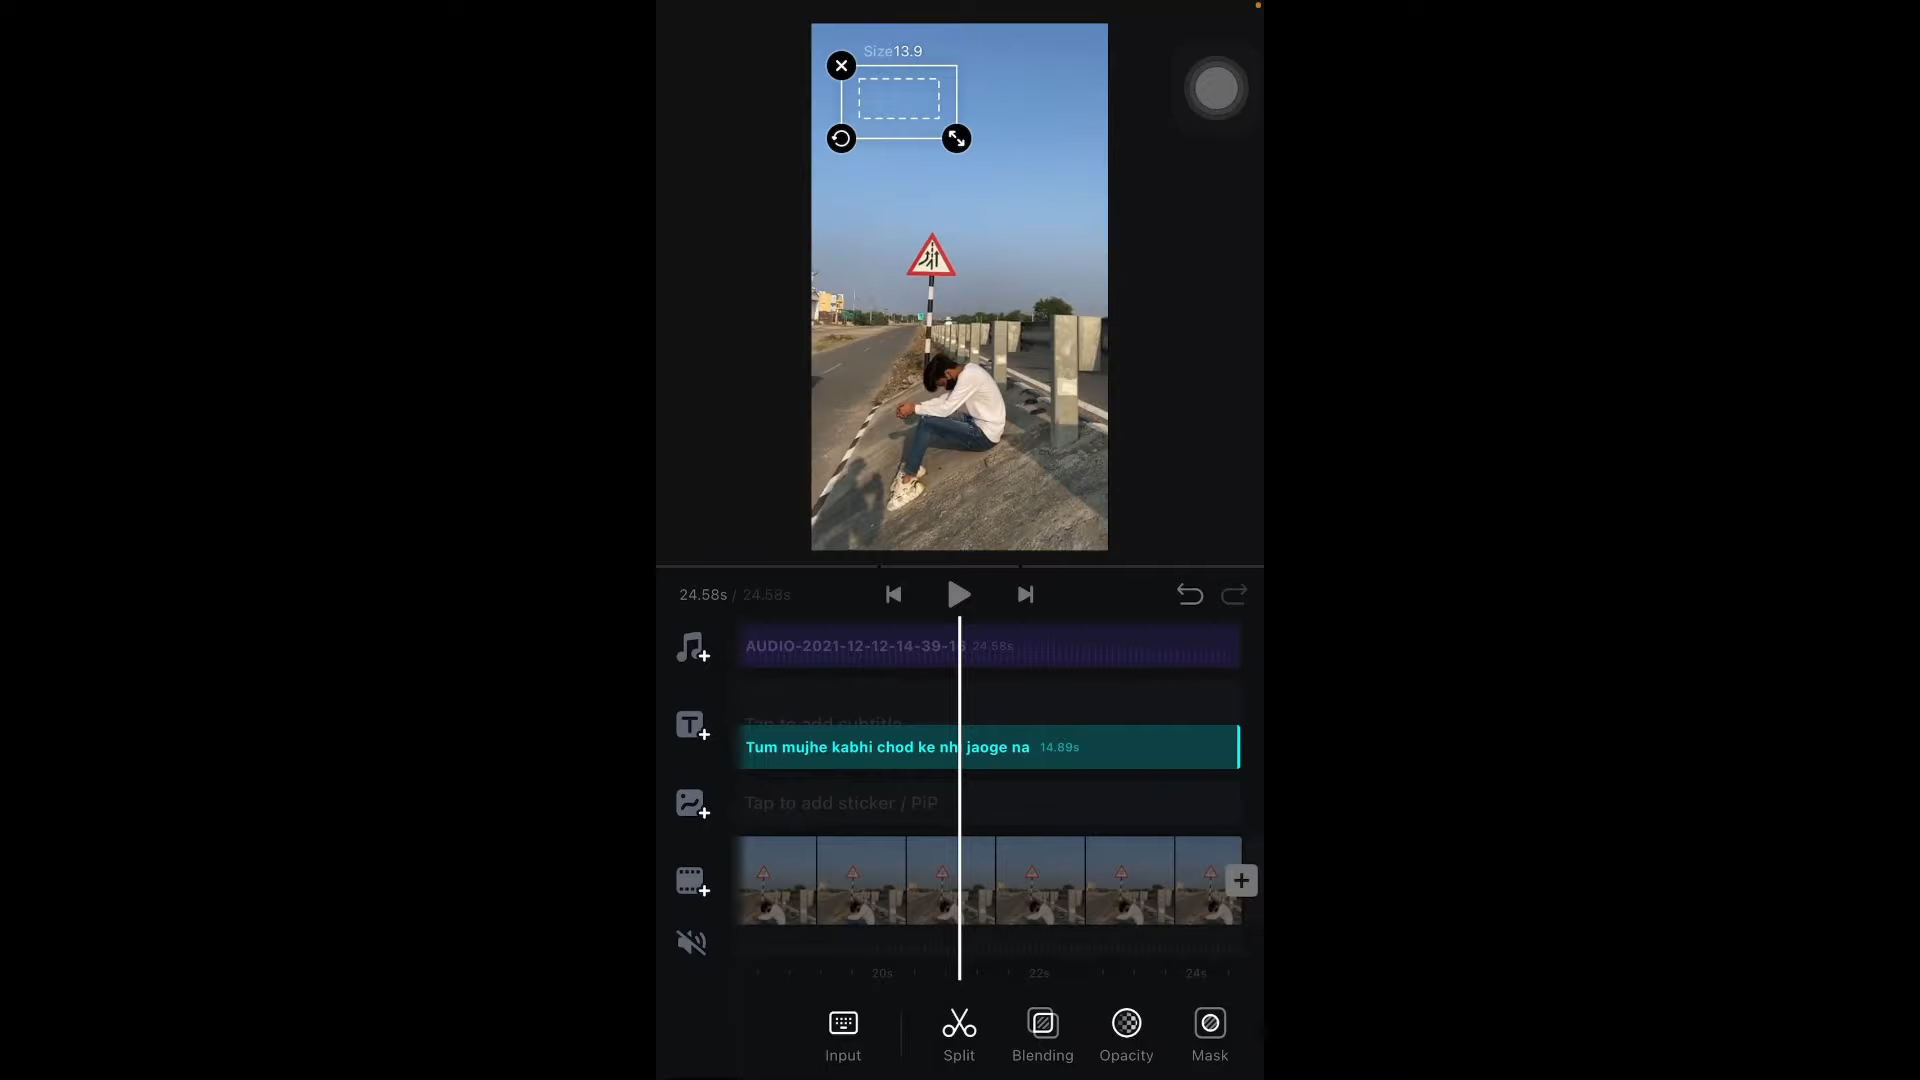 Size13.9
24.58s / 24.58s
AUDIO-2021-12-12-14-39-1 24.58s
Tap to add subtitle
Tum mujhe kabhi chod ke nhi jaoge na 14.89s
Tap to add sticker / PiP
20s 22s 24s
Input Split Blending Opacity Mask